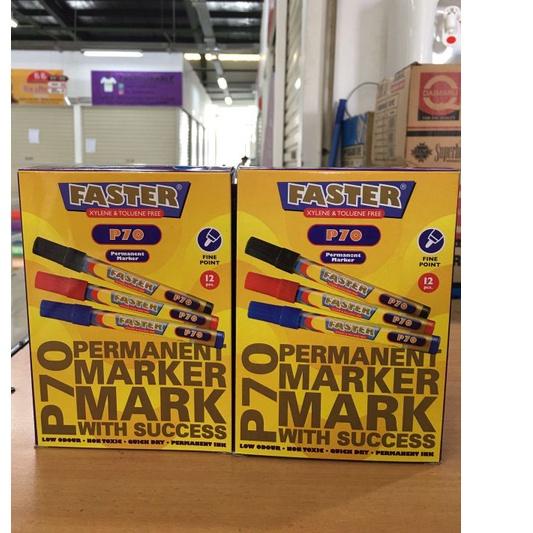 FASTER®
XYLENE & TOLUENE FREE
P70
Permanent
Marker
FINE
POINT
12
pcs.
FASTER
P70
FASTER
P70
FASTER
P70
P70
PERMANENT
MARKER
MARK
WITH SUCCESS
LOW ODOUR • NON TOXIC • QUICK DRY • PERMANENT INK
FASTER®
XYLENE & TOLUENE FREE
P70
Permanent
Marker
FINE
POINT
12
pcs.
FASTER
P70
FASTER
P70
FASTER
P70
P70
PERMANENT
MARKER
MARK
WITH SUCCESS
LOW ODOUR • NON TOXIC • QUICK DRY • PERMANENT INK
DAIMARU